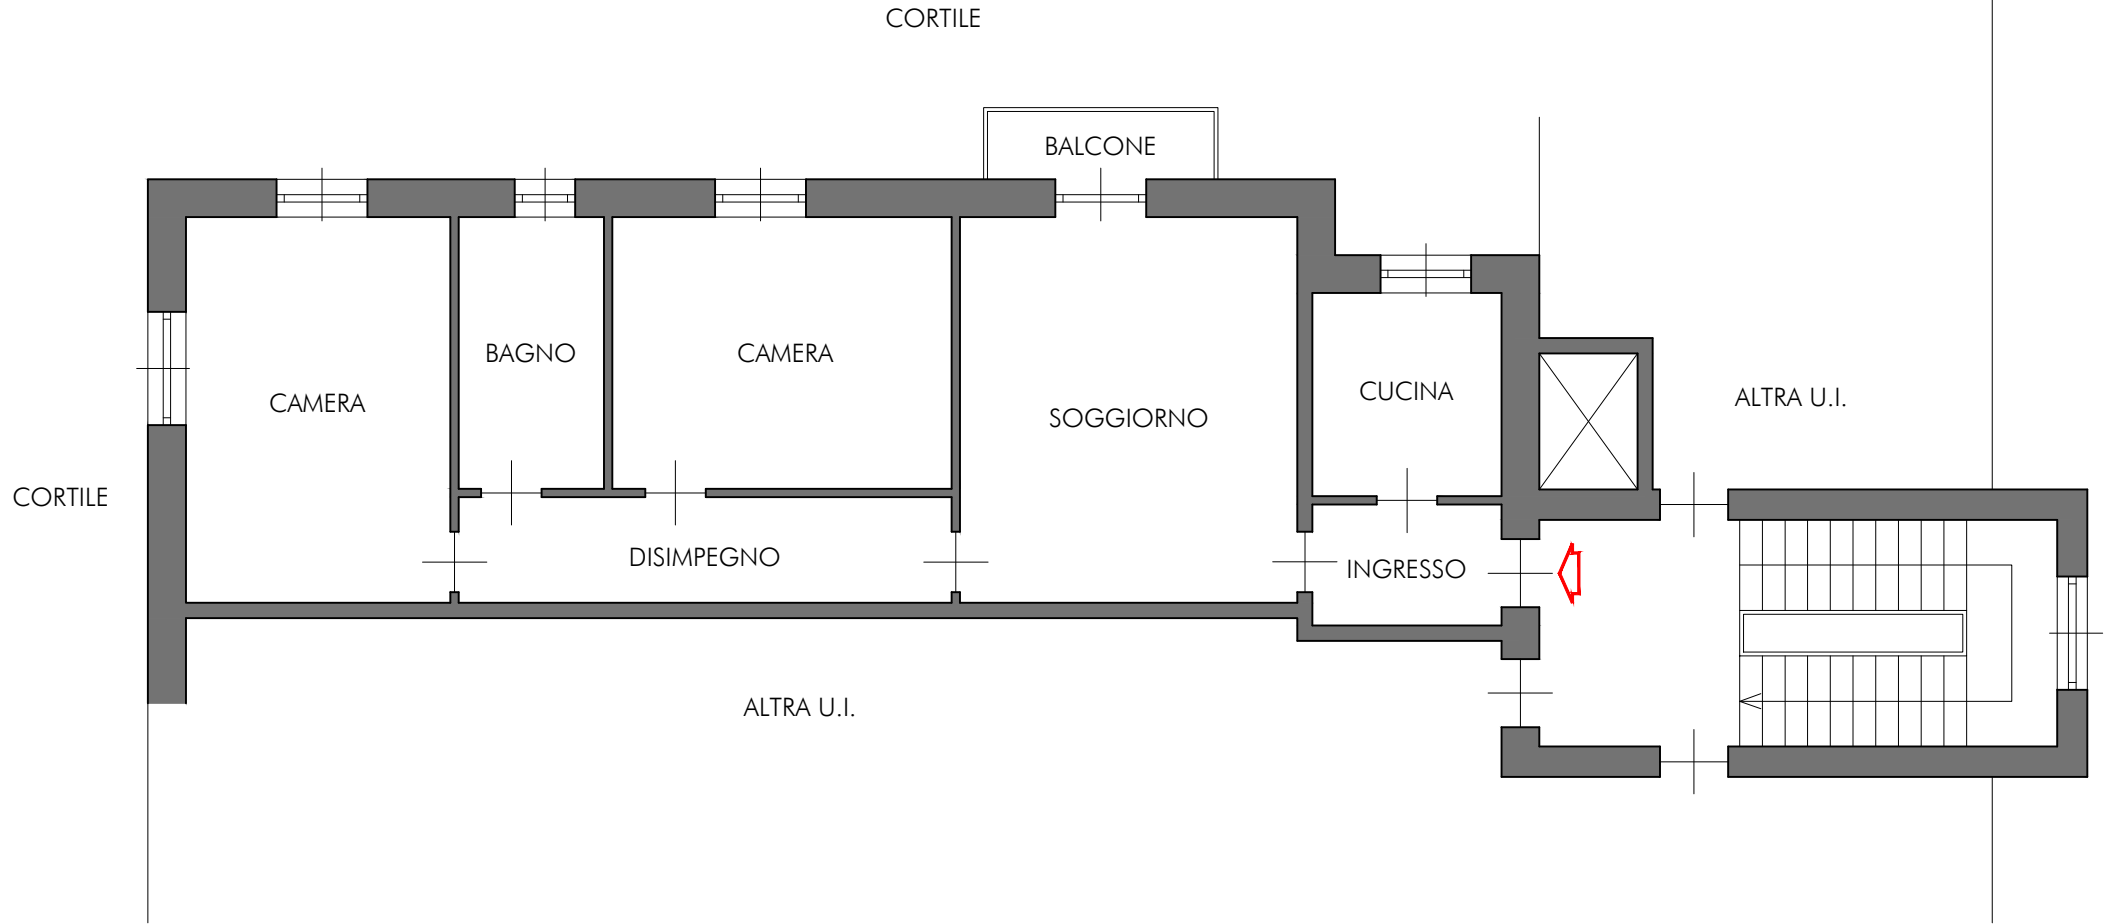 CORTILE
BALCONE
BAGNO
CAMERA
CUCINA
CAMERA
SOGGIORNO
ALTRA U.I.
CORTILE
DISIMPEGNO
INGRESSO
ALTRA U.I.